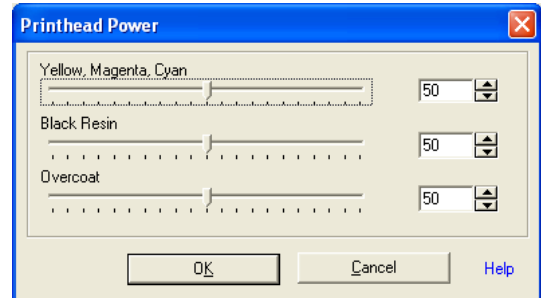 Printhead Power
Yellow, Magenta, Cyan
50
Black Resin
50
Overcoat
50
OK Cancel Help